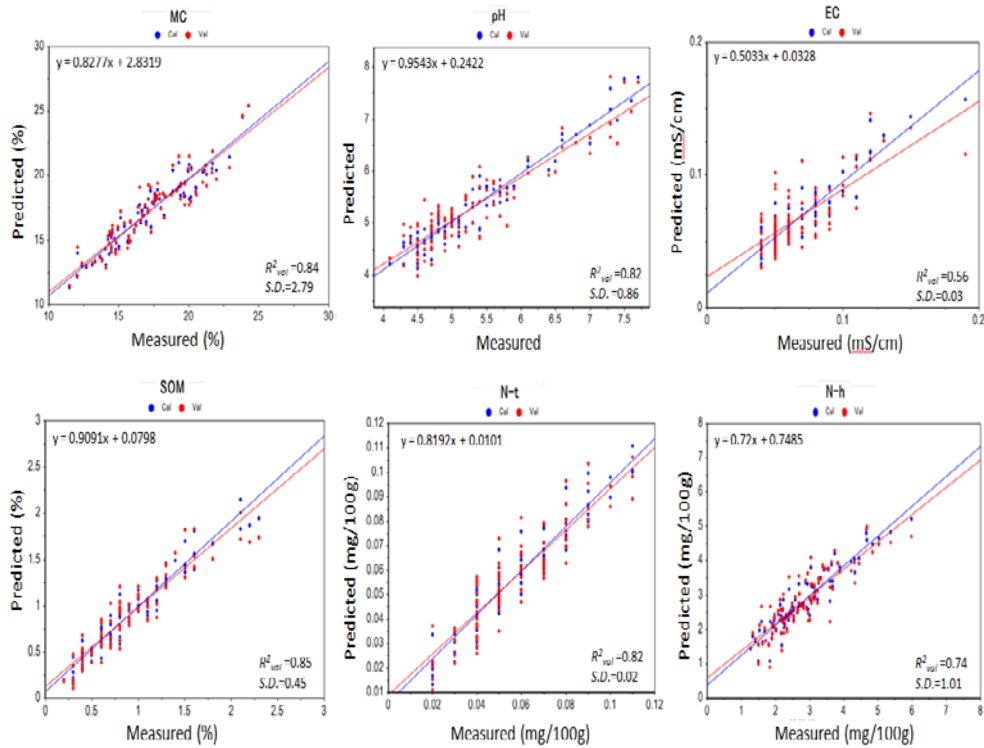 MC
Cal Val
y = 0.8277x + 2.8319
30
25
20
15
10
Predicted (%)
R²val =0.84
S.D.=2.79
10 15 20 25 30
Measured (%)
pH
Cal Val
y = 0.9543x + 0.2422
8
7
6
5
4
Predicted
R²val =0.82
S.D.=0.86
4 4.5 5 5.5 6 6.5 7 7.5
Measured
EC
Cal Val
y = 0.5033x + 0.0328
0.2
0.1
0
Predicted (mS/cm)
R²val =0.56
S.D.=0.03
0 0.1 0.2
Measured (mS/cm)
SOM
Cal Val
y = 0.9091x + 0.0798
3
2.5
2
1.5
1
0.5
0
Predicted (%)
R²val =0.85
S.D.=0.45
0 0.5 1 1.5 2 2.5 3
Measured (%)
N-t
Cal Val
y = 0.8192x + 0.0101
0.12
0.11
0.09
0.08
0.07
0.06
0.05
0.04
0.03
0.02
0.01
Predicted (mg/100g)
R²val =0.82
S.D.=0.02
0 0.02 0.04 0.06 0.08 0.1 0.12
Measured (mg/100g)
N-h
Cal Val
y = 0.72x + 0.7485
8
7
6
5
4
3
2
1
0
Predicted (mg/100g)
R²val =0.74
S.D.=1.01
0 1 2 3 4 5 6 7 8
Measured (mg/100g)